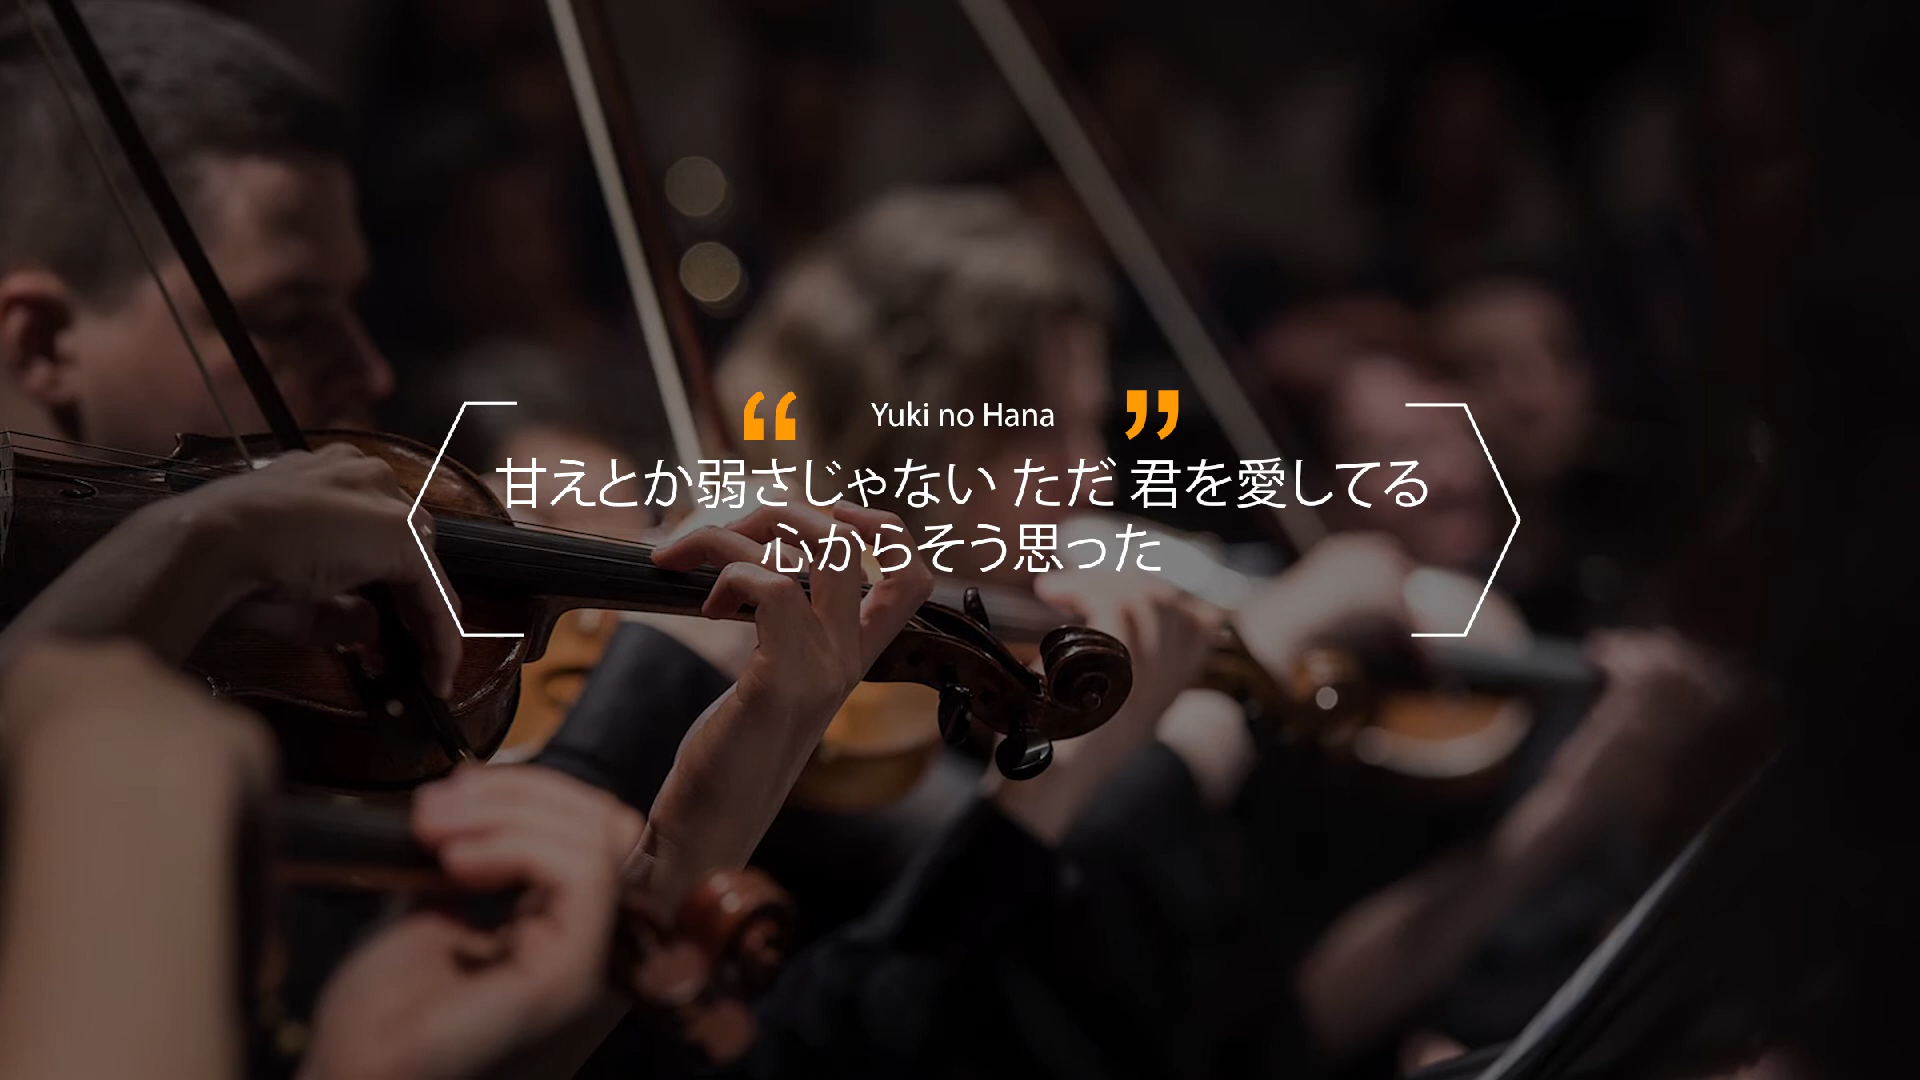 “ Yuki no Hana ”
甘えとか弱さじゃない ただ 君を愛してる
心からそう思った